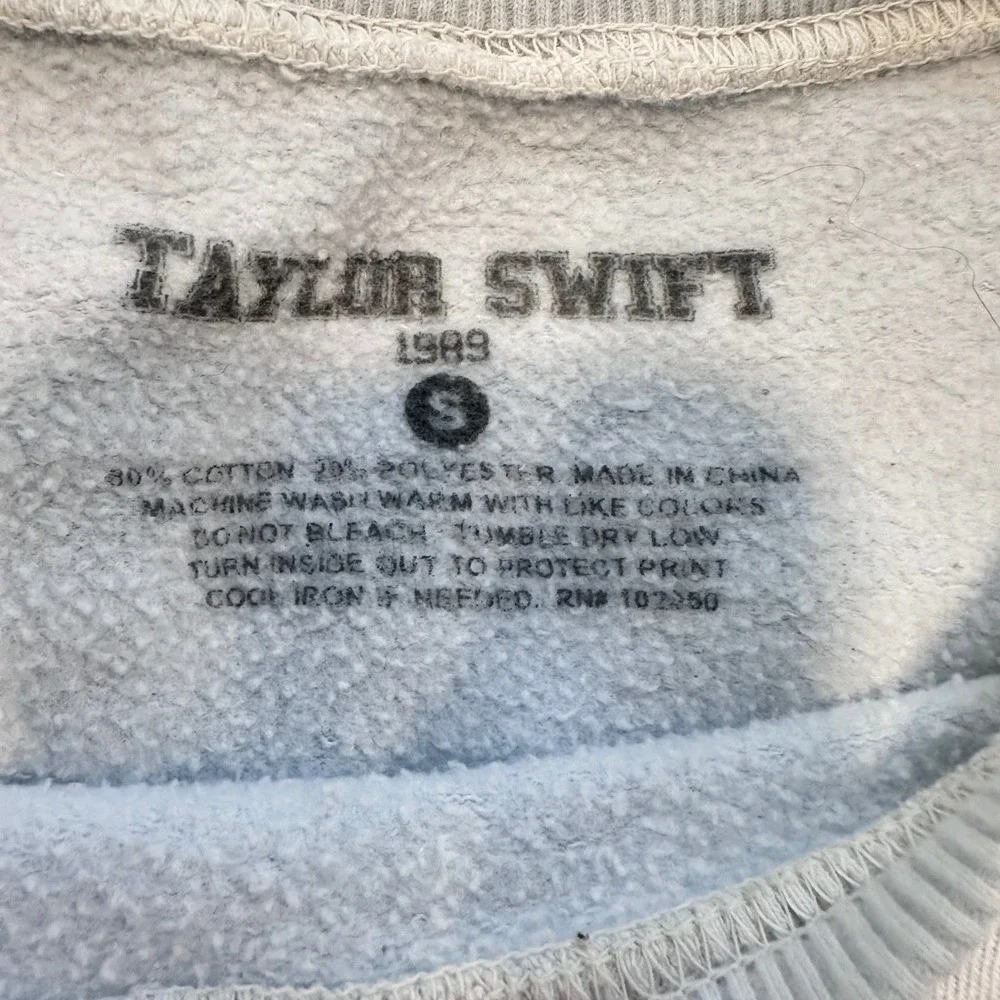 TAYLOR SWIFT
1989
S
80% COTTON 20% POLYESTER MADE IN CHINA
MACHINE WASH WARM WITH LIKE COLORS
DO NOT BLEACH TUMBLE DRY LOW
TURN INSIDE OUT TO PROTECT PRINT
COOL IRON IF NEEDED. RN#